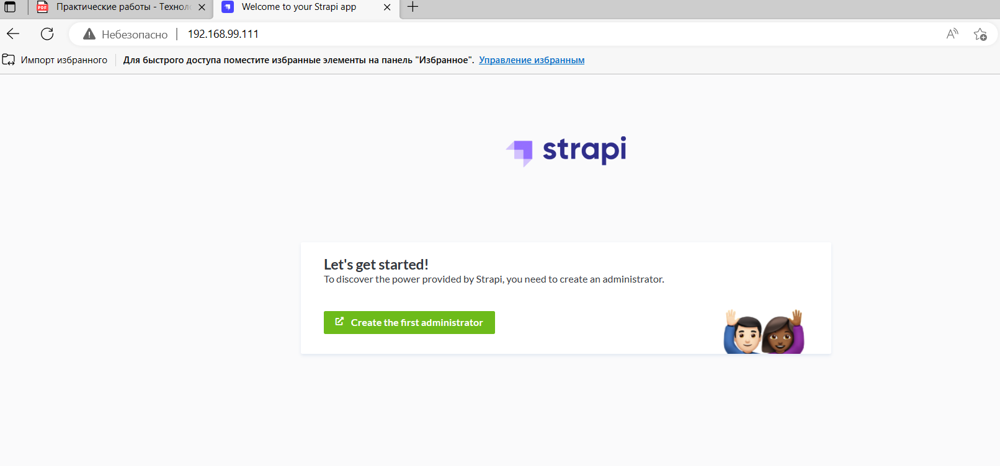 Практические работы - Технол
Welcome to your Strapi app
Небезопасно
192.168.99.111
Импорт избранного
Для быстрого доступа поместите избранные элементы на панель "Избранное". Управление избранным
strapi
Let's get started!
To discover the power provided by Strapi, you need to create an administrator.
Create the first administrator